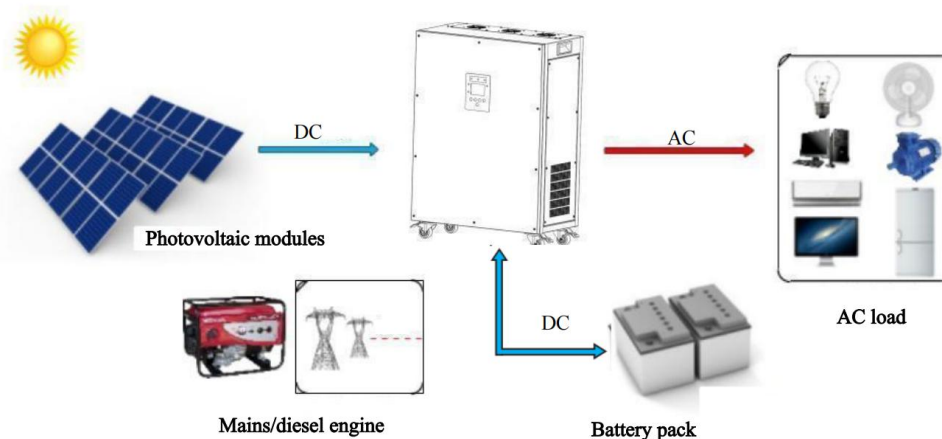 DC
AC
Photovoltaic modules
DC
AC load
Mains/diesel engine
Battery pack